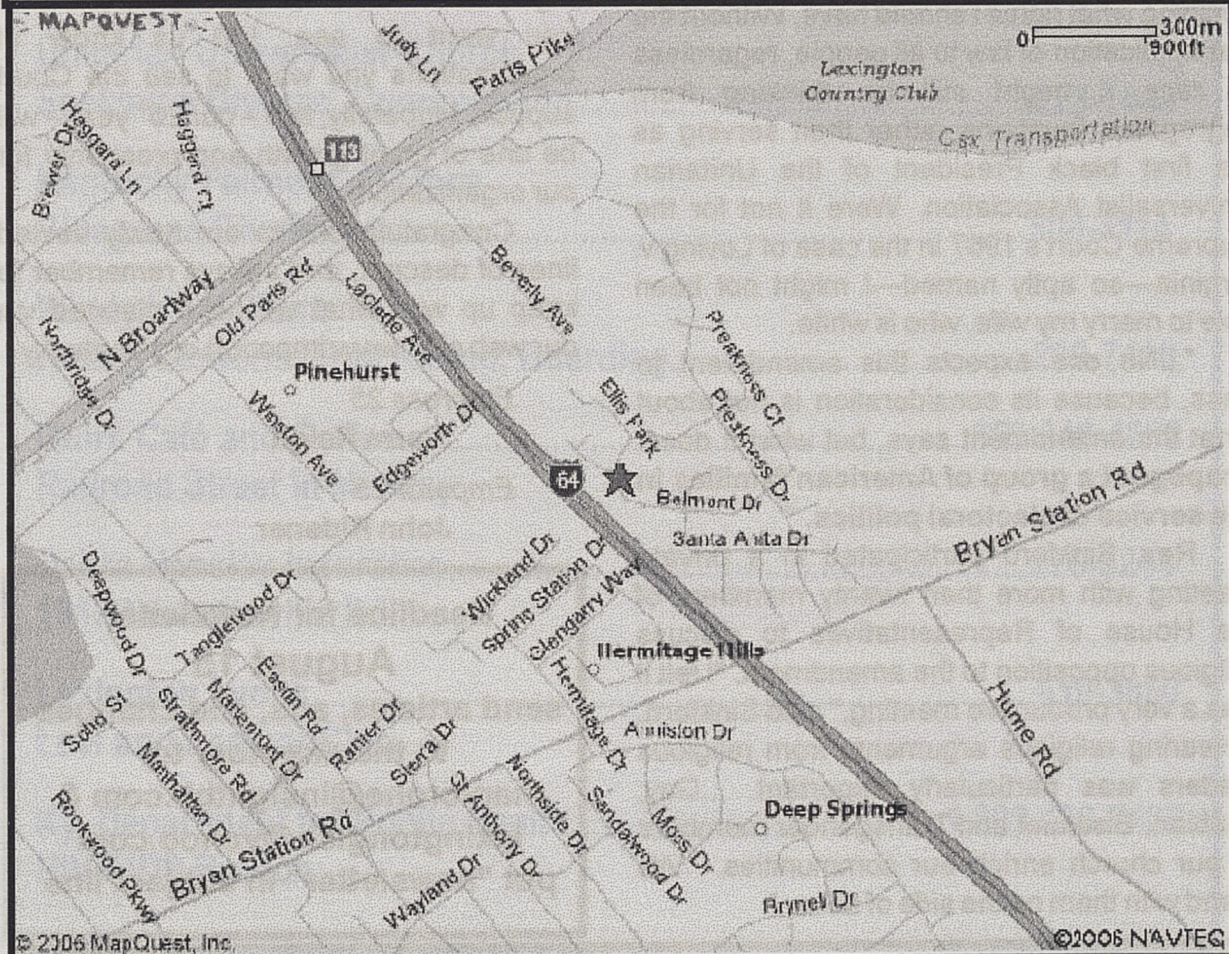 MAPQUEST
0 300m
900ft
Judy Ln
Paris Pike
Lexington
Country Club
Csx Transportation
Haggard Ct
Brewer Dr
113
Beverly Ave
Laclede Ave
Old Paris Rd
N Broadway
Northridge Dr
Pinehurst
Preakness Ct
Ellis Park
Preakness Dr
Winston Ave
Edgeworth Dr
64
Belmont Dr
Santa Anita Dr
Bryan Station Rd
Wickland Dr
Spring Station Dr
Glengarry Way
Deepwood Dr
Tanglewood Dr
Hermitage Hills
Hermitage Dr
Eastin Rd
Mariemont Dr
Ranier Dr
Sierra Dr
Anniston Dr
Hume Rd
Soho St
Strathmore Rd
Manhattan Dr
St Anthony Dr
Northside Dr
Sandalwood Dr
Moss Dr
Deep Springs
Rookwood Pkwy
Bryan Station Rd
Wayland Dr
Brynell Dr
© 2006 MapQuest, Inc.
©2006 NAVTEQ